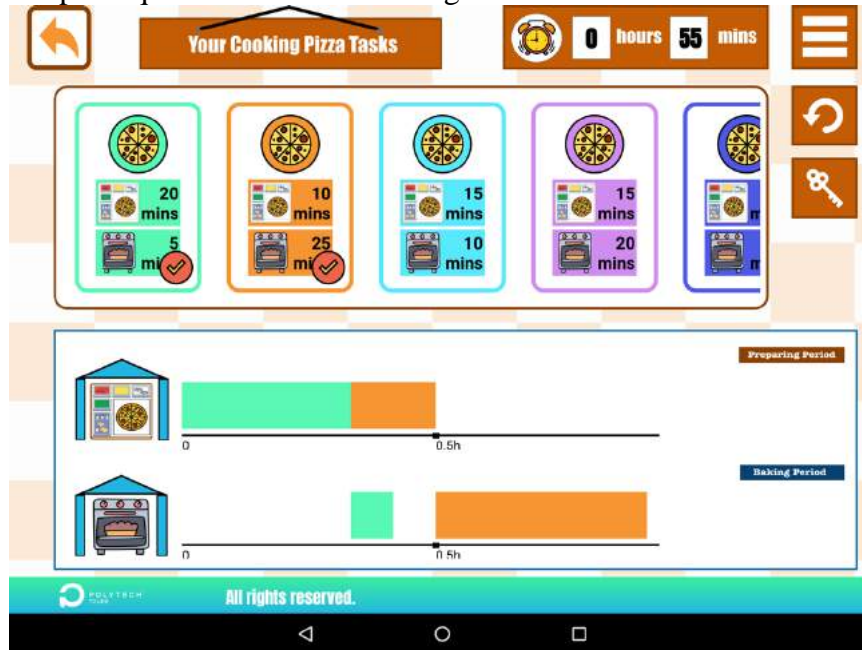 Your Cooking Pizza Tasks
0 hours 55 mins
20 mins
10 mins
15 mins
15 mins
5
25
10 mins
20 mins
Preparing Period
0
0.5h
Baking Period
0
0.5h
POLYTECH
All rights reserved.